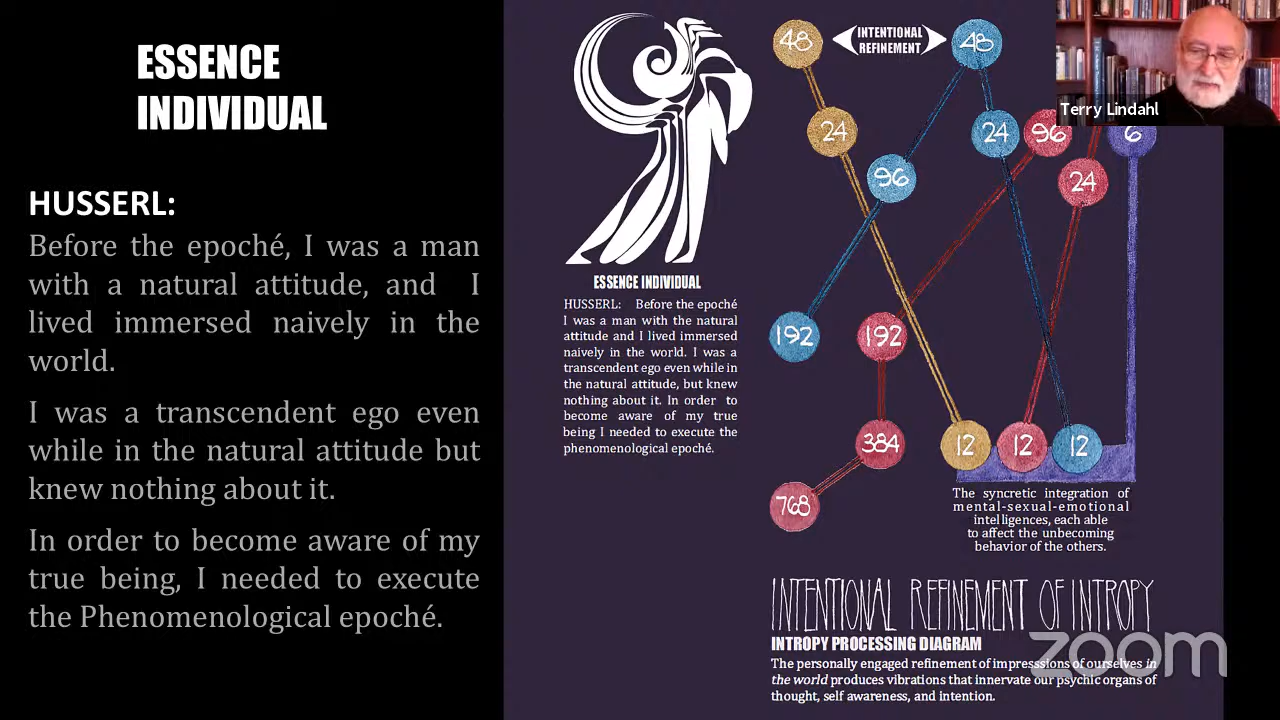 ESSENCE
INDIVIDUAL
HUSSERL:
Before the epoché, I was a man
with a natural attitude, and I
lived immersed naively in the
world.
I was a transcendent ego even
while in the natural attitude but
knew nothing about it.
In order to become aware of my
true being, I needed to execute
the Phenomenological epoché.
ESSENCE INDIVIDUAL
HUSSERL: Before the epoché
I was a man with the natural
attitude and I lived immersed
naively in the world. I was a
transcendent ego even while in
the natural attitude, but knew
nothing about it. In order to
become aware of my true
being I needed to execute the
phenomenological epoché.
48
INTENTIONAL
REFINEMENT
48
Terry Lindahl
24
24
96
6
96
24
192
192
384
12
12
12
768
The syncretic integration of
mental-sexual-emotional
intelligences, each able
to affect the unbecoming
behavior of the others.
INTENTIONAL REFINEMENT OF INTROPY
INTROPY PROCESSING DIAGRAM
The personally engaged refinement of impresssions of ourselves in
the world produces vibrations that innervate our psychic organs of
thought, self awareness, and intention.
zoom